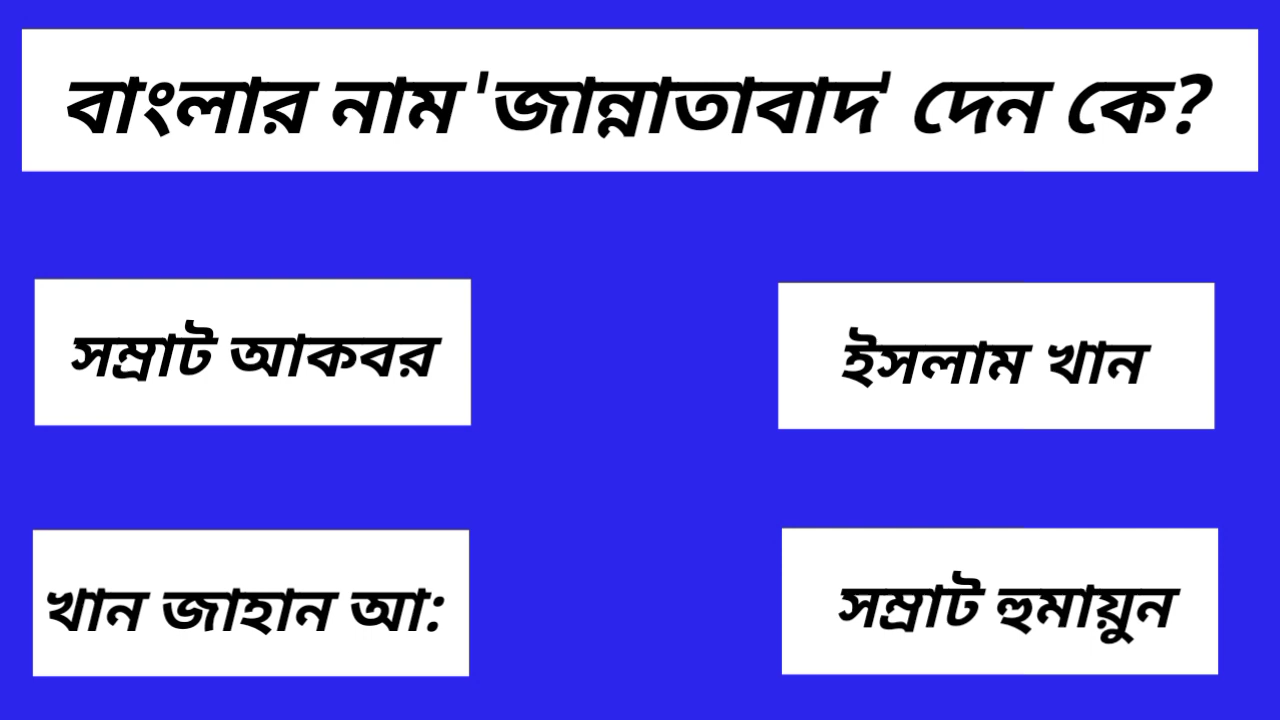 বাংলার নাম 'জান্নাতাবাদ' দেন কে?
সম্রাট আকবর
ইসলাম খান
খান জাহান আ:
সম্রাট হুমায়ুন